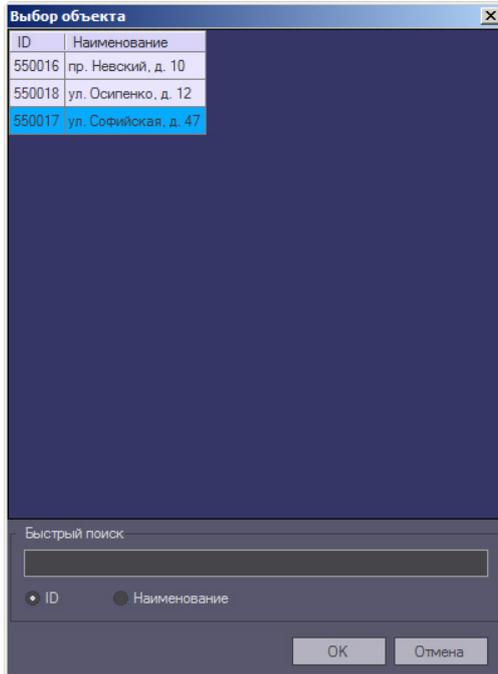 Выбор объекта
ID Наименование
550016 пр. Невский, д. 10
550018 ул. Осипенко, д. 12
550017 ул. Софийская, д. 47
Быстрый поиск
ID Наименование
OK Отмена